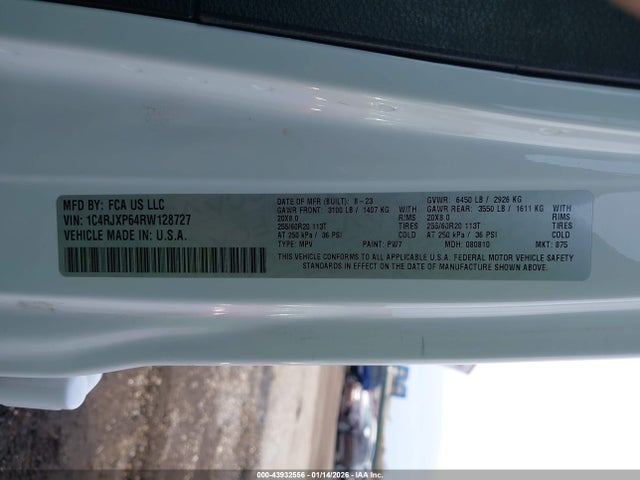 MFD BY: FCA US LLC
VIN: 1C4RJXP64RW128727
VEHICLE MADE IN: U.S.A.
DATE OF MFR (BUILT): 8-23
GAWR FRONT: 3100 LB / 1407 KG
20X8.0 RIMS
255/60R20 113T TIRES
AT 250 kPa / 36 PSI COLD
TYPE: MPV PAINT: PW7
GVWR: 6450 LB / 2926 KG
GAWR REAR: 3550 LB / 1611 KG
20X8.0 RIMS
255/60R20 113T TIRES
AT 250 kPa / 36 PSI COLD
MDH: 080810 MKT: 875
THIS VEHICLE CONFORMS TO ALL APPLICABLE U.S.A. FEDERAL MOTOR VEHICLE SAFETY
STANDARDS IN EFFECT ON THE DATE OF MANUFACTURE SHOWN ABOVE.
000-43932556 - 01/14/2026 - Copyright © IAA, Inc.